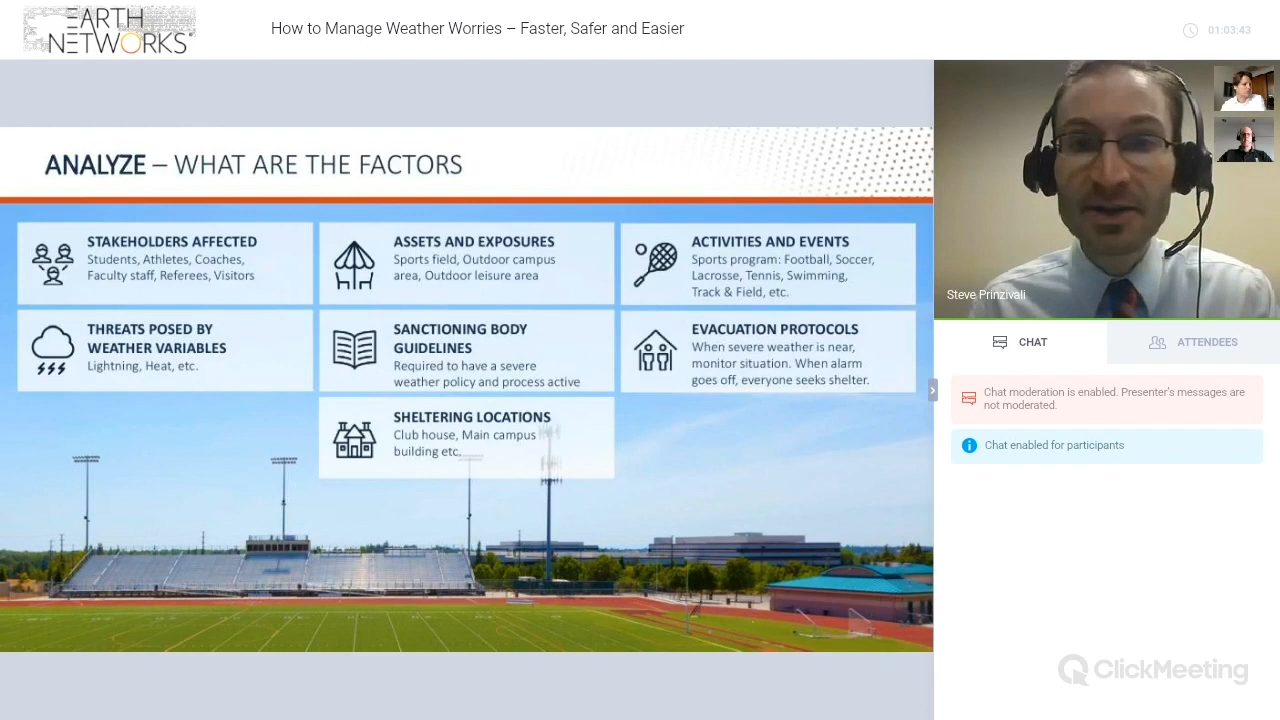 EARTH
NETWORKS
How to Manage Weather Worries – Faster, Safer and Easier
01:03:43
ANALYZE – WHAT ARE THE FACTORS
STAKEHOLDERS AFFECTED
Students, Athletes, Coaches,
Faculty staff, Referees, Visitors
ASSETS AND EXPOSURES
Sports field, Outdoor campus
area, Outdoor leisure area
ACTIVITIES AND EVENTS
Sports program: Football, Soccer,
Lacrosse, Tennis, Swimming,
Track & Field, etc.
THREATS POSED BY
WEATHER VARIABLES
Lightning, Heat, etc.
SANCTIONING BODY
GUIDELINES
Required to have a severe
weather policy and process active
EVACUATION PROTOCOLS
When severe weather is near,
monitor situation. When alarm
goes off, everyone seeks shelter.
SHELTERING LOCATIONS
Club house, Main campus
building etc.
Steve Prinzivali
CHAT
ATTENDEES
Chat moderation is enabled. Presenter's messages are
not moderated.
Chat enabled for participants
ClickMeeting